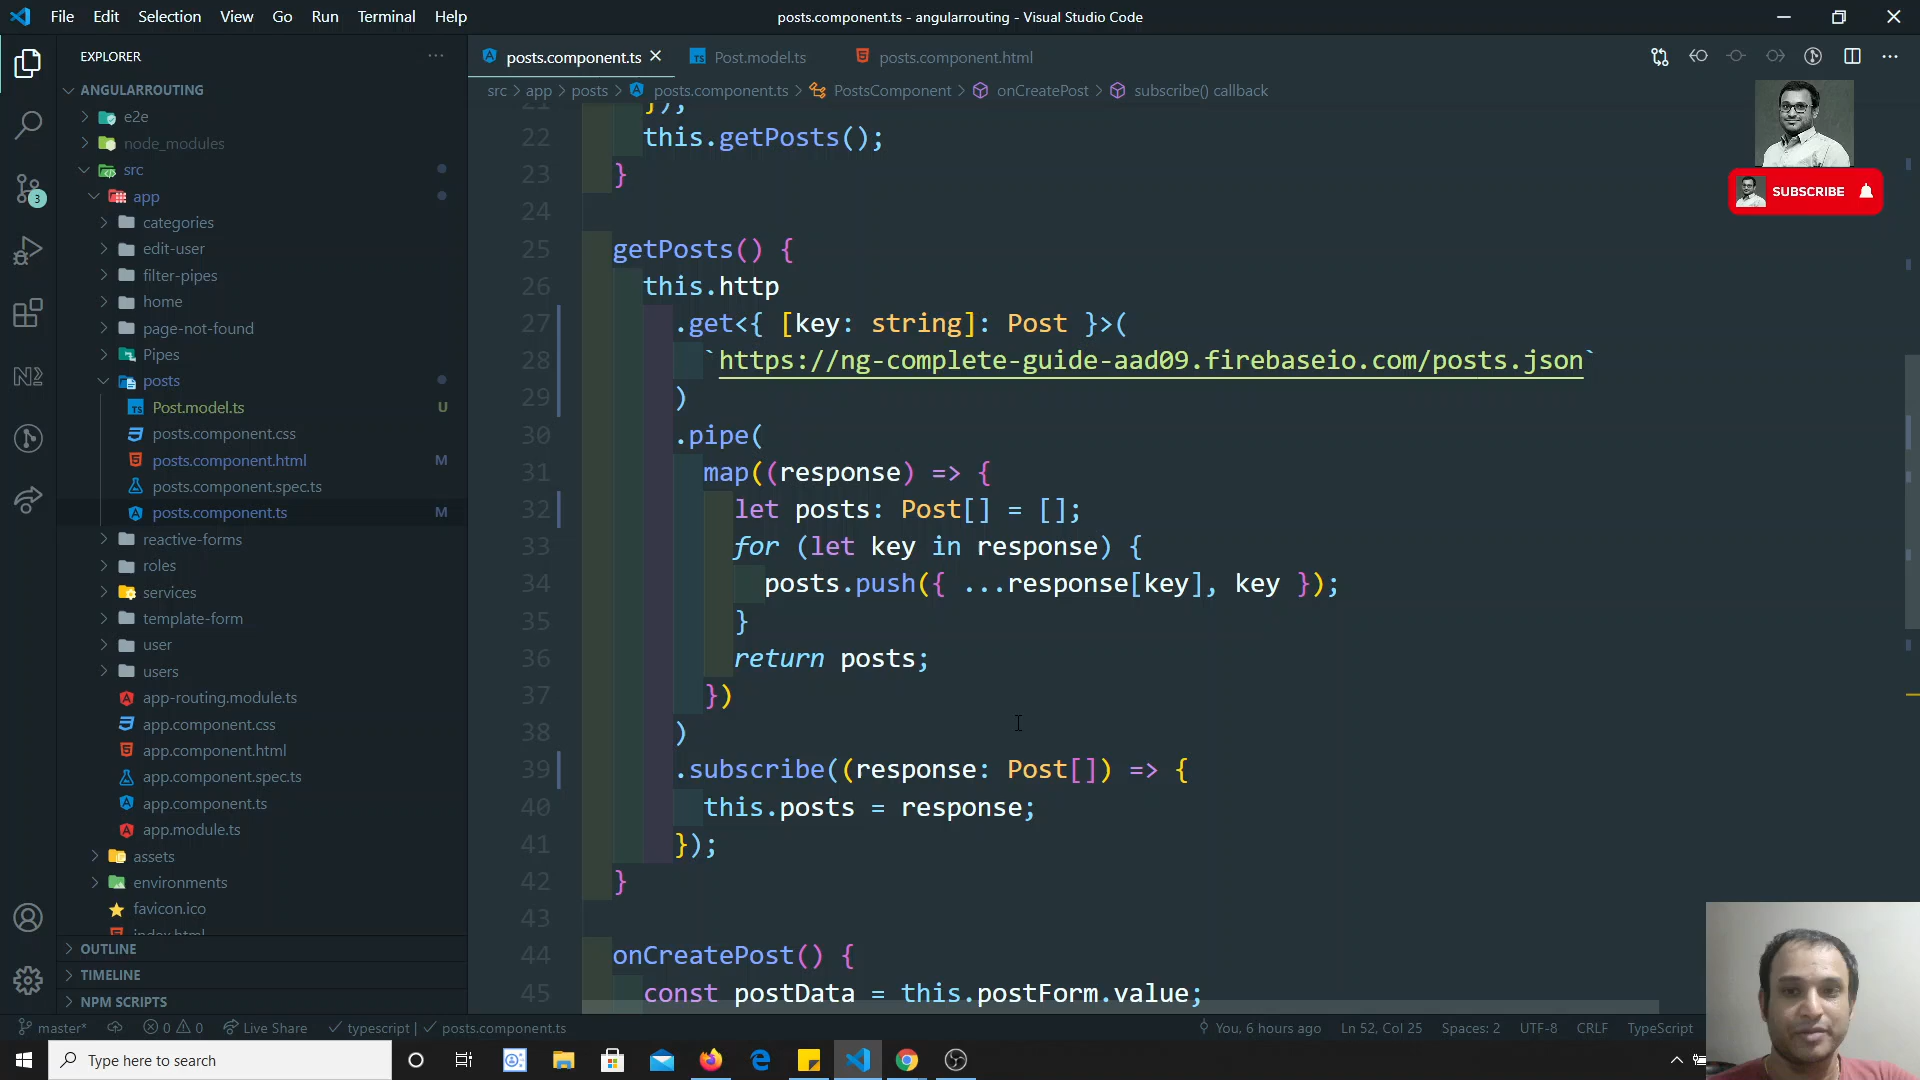 File Edit Selection View Go Run Terminal Help
posts.component.ts - angularrouting - Visual Studio Code
EXPLORER
ANGULARROUTING
e2e
node_modules
src
app
categories
edit-user
filter-pipes
home
page-not-found
Pipes
posts
Post.model.ts U
posts.component.css
posts.component.html M
posts.component.spec.ts
posts.component.ts M
reactive-forms
roles
services
template-form
user
users
app-routing.module.ts
app.component.css
app.component.html
app.component.spec.ts
app.component.ts
app.module.ts
assets
environments
favicon.ico
index.html
OUTLINE
TIMELINE
NPM SCRIPTS
3
posts.component.ts Post.model.ts posts.component.html
src > app > posts > posts.component.ts > PostsComponent > onCreatePost > subscribe() callback
21 });
22 this.getPosts();
23 }
24
25 getPosts() {
26 this.http
27 .get<{ [key: string]: Post }>(
28 `https://ng-complete-guide-aad09.firebaseio.com/posts.json`
29 )
30 .pipe(
31 map((response) => {
32 let posts: Post[] = [];
33 for (let key in response) {
34 posts.push({ ...response[key], key });
35 }
36 return posts;
37 })
38 )
39 .subscribe((response: Post[]) => {
40 this.posts = response;
41 });
42 }
43
44 onCreatePost() {
45 const postData = this.postForm.value;
SUBSCRIBE
master* 0 0 Live Share typescript | posts.component.ts
You, 6 hours ago Ln 52, Col 25 Spaces: 2 UTF-8 CRLF TypeScript
Type here to search